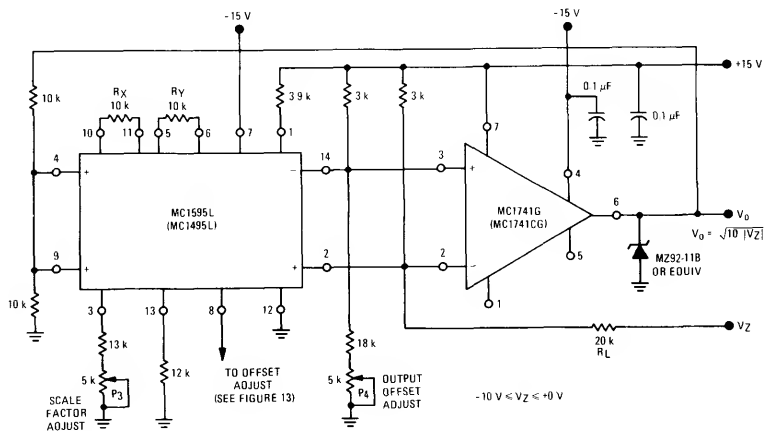 -15 V
-15 V
+15 V
10 k
RX
10 k
RY
10 k
3.9 k
3 k
3 k
0.1 µF
0.1 µF
10
11
5
6
7
1
7
4
+
14
−
3
+
4
MC1595L
(MC1495L)
MC1741G
(MC1741CG)
6
VO
VO = √10 |VZ|
9
+
2
+
2
−
5
MZ92-11B
OR EQUIV
10 k
3
13
8
12
1
13 k
18 k
20 k
RL
VZ
5 k
P3
12 k
TO OFFSET
ADJUST
(SEE FIGURE 13)
5 k
P4
OUTPUT
OFFSET
ADJUST
-10 V ≤ VZ ≤ +0 V
SCALE
FACTOR
ADJUST